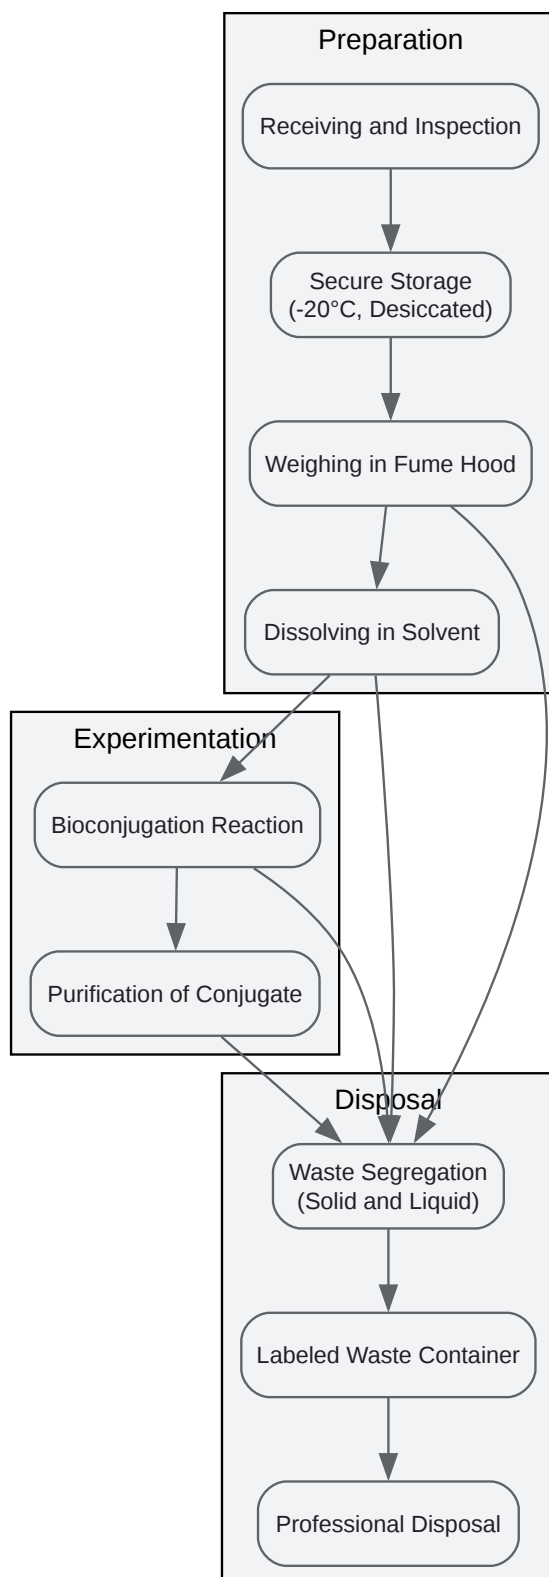 Preparation
Receiving and Inspection
Secure Storage
(-20°C, Desiccated)
Weighing in Fume Hood
Dissolving in Solvent
Experimentation
Bioconjugation Reaction
Purification of Conjugate
Disposal
Waste Segregation
(Solid and Liquid)
Labeled Waste Container
Professional Disposal